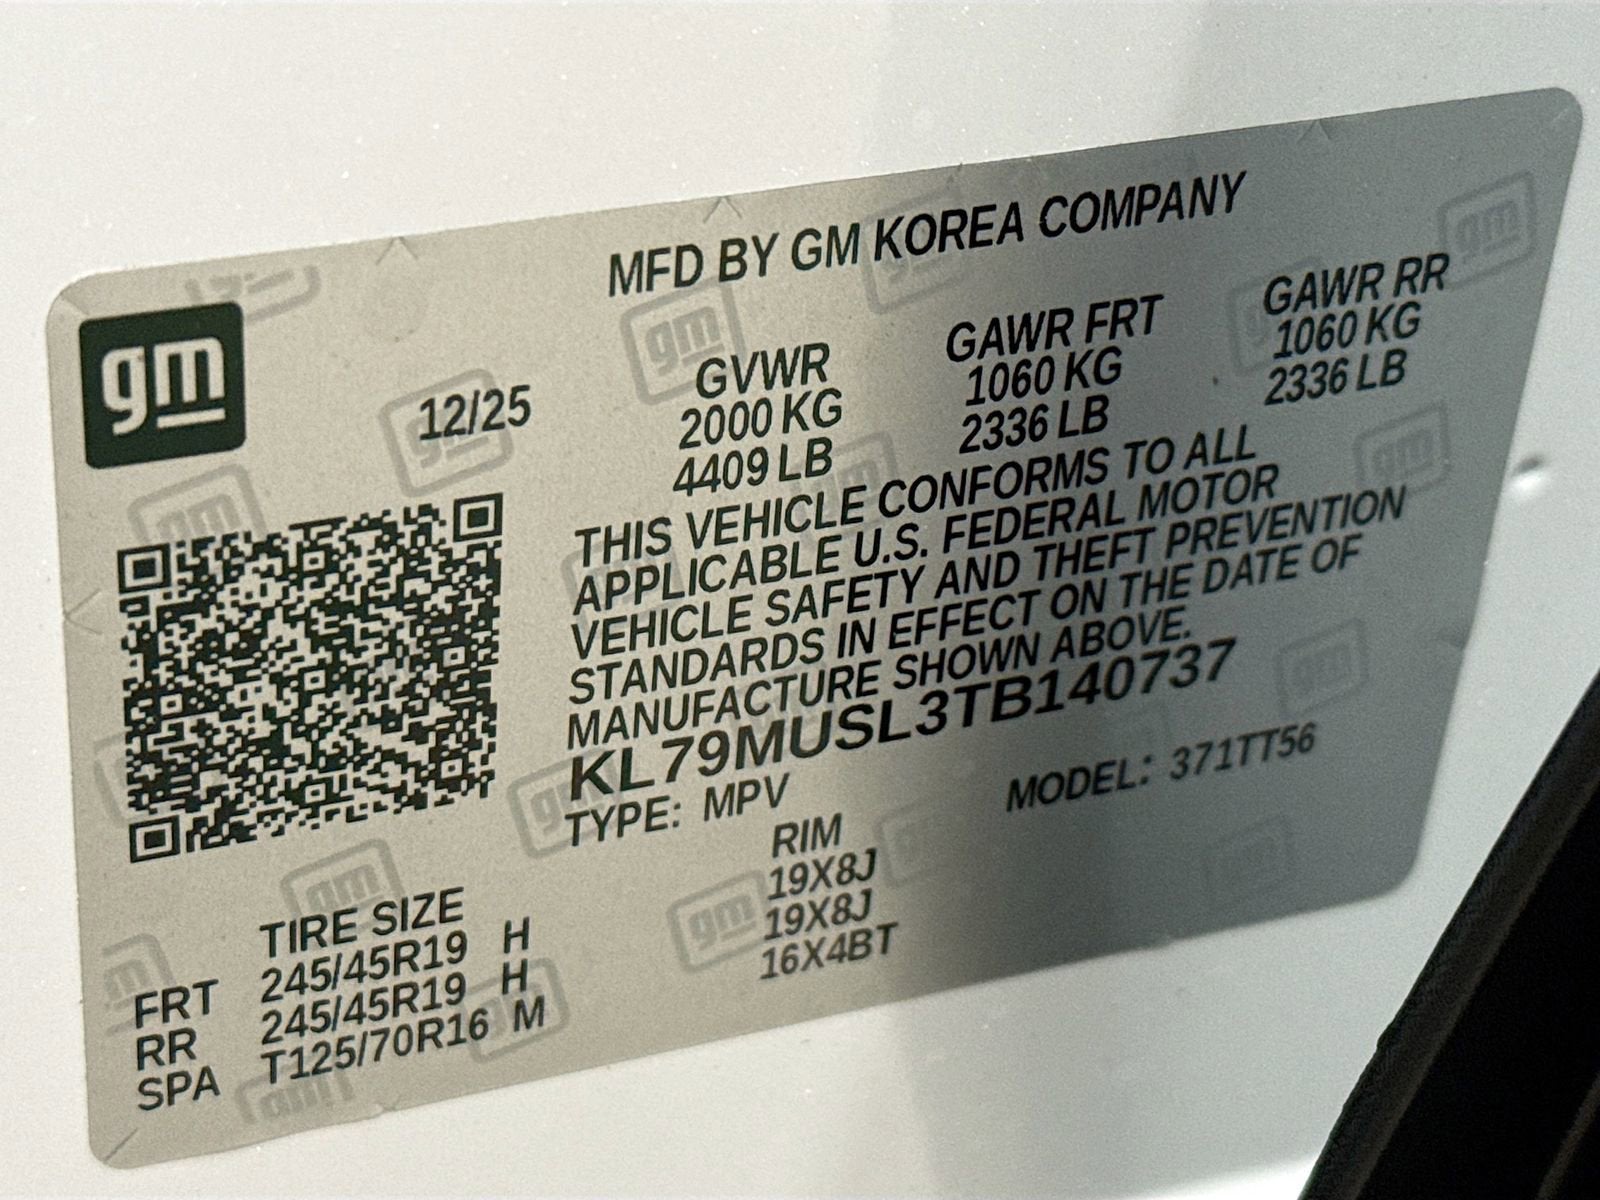 MFD BY GM KOREA COMPANY
gm
12/25
GVWR GAWR FRT GAWR RR
2000 KG 1060 KG 1060 KG
4409 LB 2336 LB 2336 LB
THIS VEHICLE CONFORMS TO ALL
APPLICABLE U.S. FEDERAL MOTOR
VEHICLE SAFETY AND THEFT PREVENTION
STANDARDS IN EFFECT ON THE DATE OF
MANUFACTURE SHOWN ABOVE.
KL79MUSL3TB140737
TYPE: MPV MODEL: 371TT56
TIRE SIZE RIM
FRT 245/45R19 H 19X8J
RR 245/45R19 H 19X8J
SPA T125/70R16 M 16X4BT